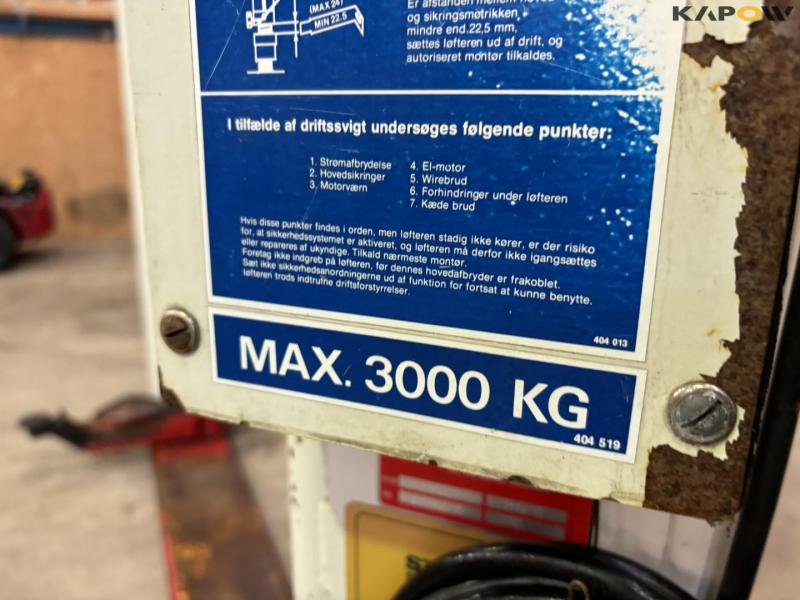 KAPOW
(MAX 24)
MIN 22.5
Er afstanden mellem
og sikringsmøtrikken
mindre end 22,5 mm,
sættes løfteren ud af drift, og
autoriseret montør tilkaldes.
I tilfælde af driftssvigt undersøges følgende punkter:
1. Strømafbrydelse
2. Hovedsikringer
3. Motorværn
4. El-motor
5. Wirebrud
6. Forhindringer under løfteren
7. Kæde brud
Hvis disse punkter findes i orden, men løfteren stadig ikke kører, er der risiko
for, at sikkerhedssystemet er aktiveret, og løfteren må derfor ikke igangsættes
eller repareres af ukyndige. Tilkald nærmeste montør.
Foretag ikke indgreb på løfteren, før dennes hovedafbryder er frakoblet.
Sæt ikke sikkerhedsanordningerne ud af funktion for fortsat at kunne benytte.
løfteren trods indtrufne driftsforstyrrelser.
404 013
MAX. 3000 KG
404 519